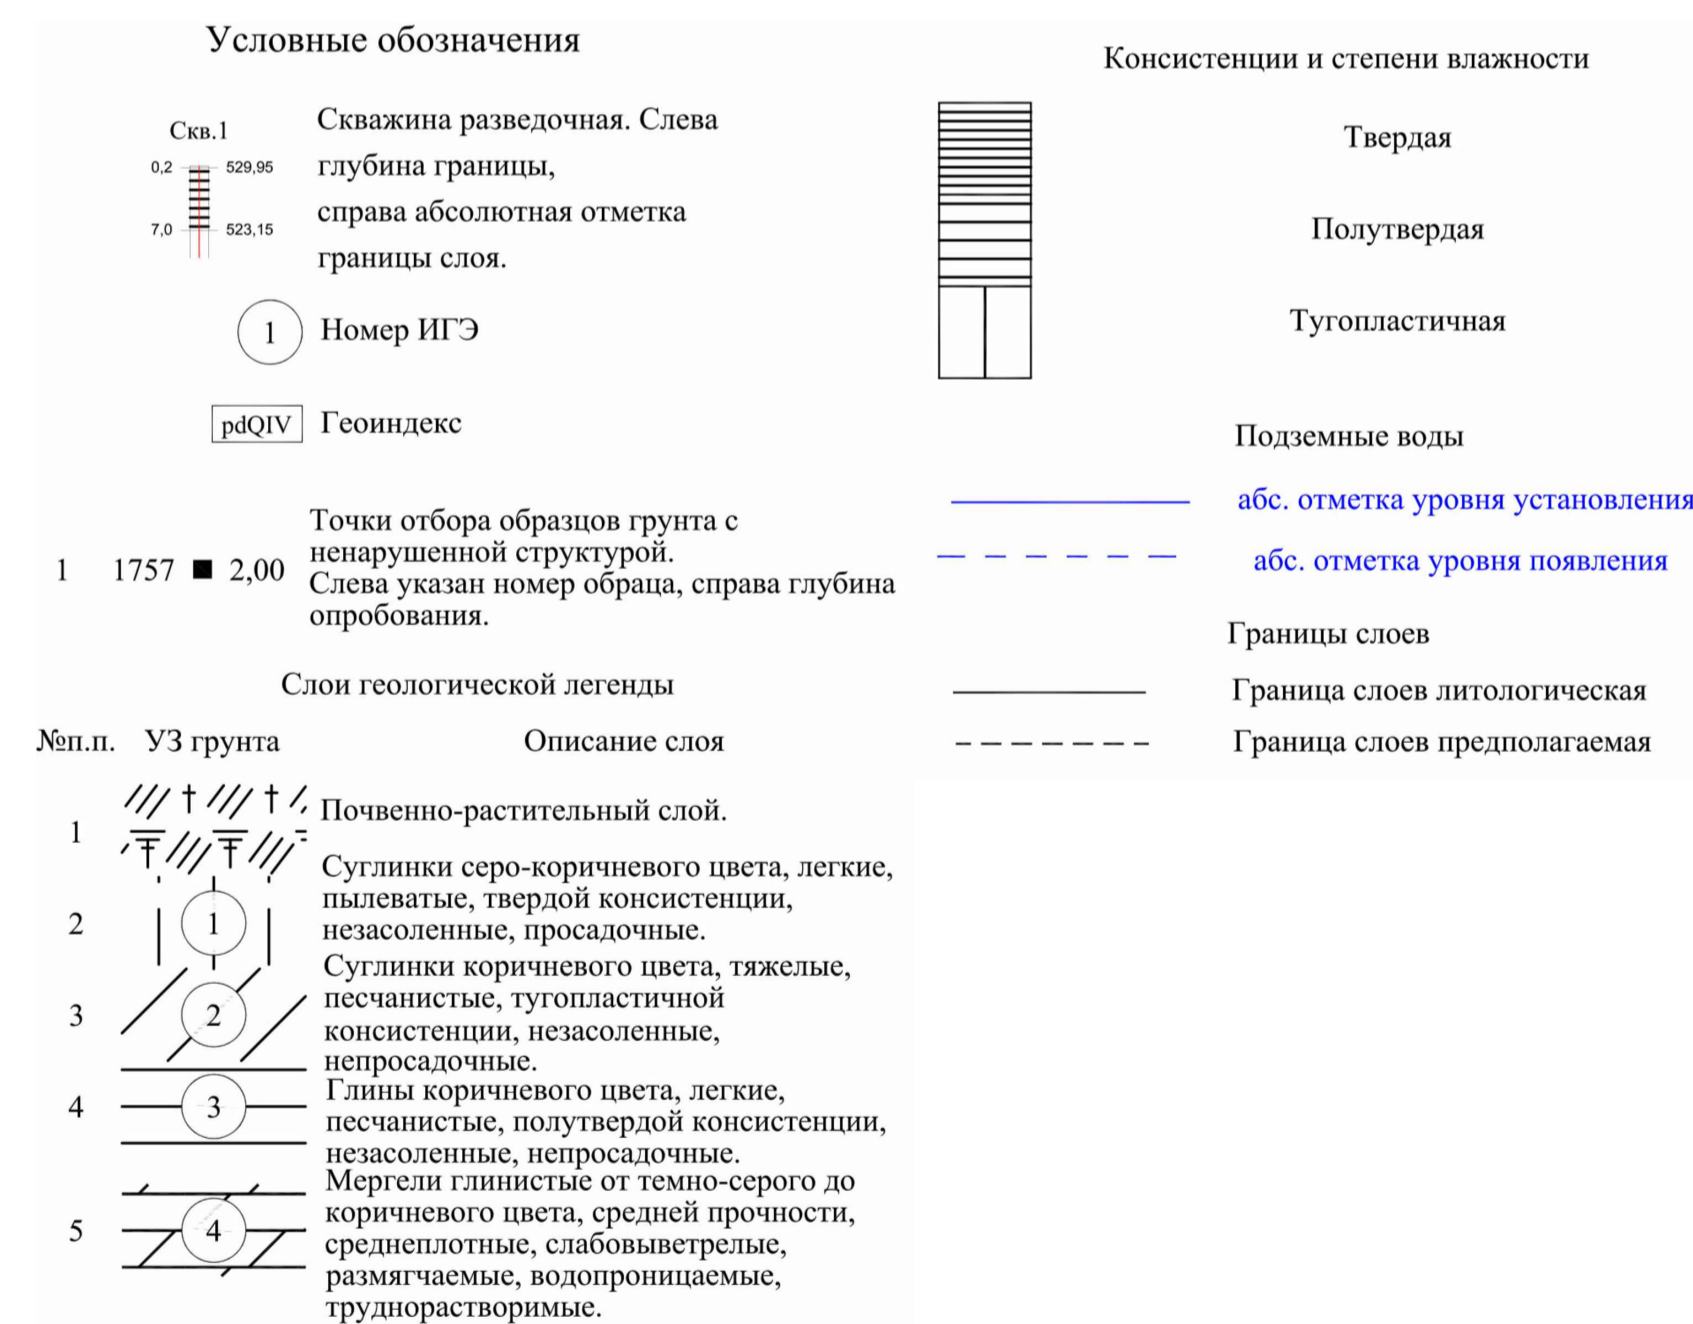 Условные обозначения
Скв.1
0,2
529,95
7,0
523,15
Скважина разведочная. Слева
глубина границы,
справа абсолютная отметка
границы слоя.
1
Номер ИГЭ
pdQIV
Геоиндекс
1 1757 2,00
Точки отбора образцов грунта с
ненарушенной структурой.
Слева указан номер обраца, справа глубина
опробования.
Слои геологической легенды
№п.п. УЗ грунта Описание слоя
1
Почвенно-растительный слой.
2
1
Суглинки серо-коричневого цвета, легкие,
пылеватые, твердой консистенции,
незасоленные, просадочные.
3
2
Суглинки коричневого цвета, тяжелые,
песчанистые, тугопластичной
консистенции, незасоленные,
непросадочные.
4
3
Глины коричневого цвета, легкие,
песчанистые, полутвердой консистенции,
незасоленные, непросадочные.
5
4
Мергели глинистые от темно-серого до
коричневого цвета, средней прочности,
среднеплотные, слабовыветрелые,
размягчаемые, водопроницаемые,
труднорастворимые.
Консистенции и степени влажности
Твердая
Полутвердая
Тугопластичная
Подземные воды
абс. отметка уровня установления
абс. отметка уровня появления
Границы слоев
Граница слоев литологическая
Граница слоев предполагаемая